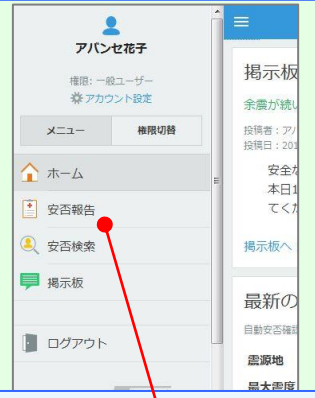 アバンセ花子
権限: 一般ユーザー
アカウント設定
メニュー
権限切替
ホーム
安否報告
安否検索
掲示板
ログアウト
掲示板
余震が続い
投稿者：アバ
投稿日：201
安全な
本日1
てくだ
掲示板へ
最新の
自動安否確認
震源地
最大震度